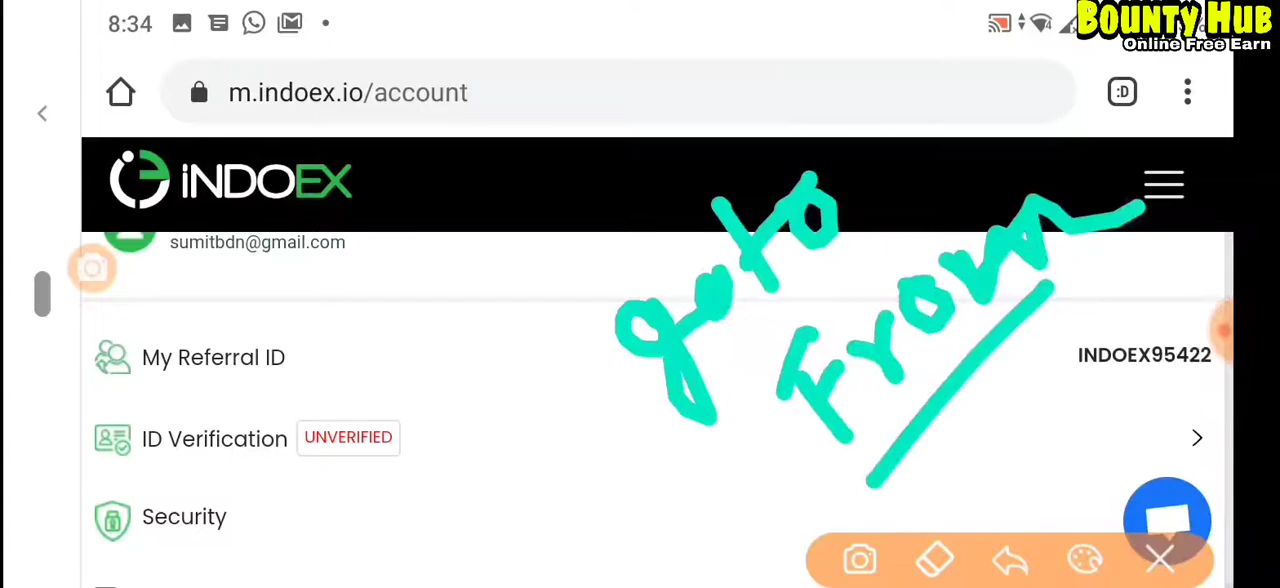 8:34
BOUNTY HUB
Online Free Earn
m.indoex.io/account
:D
iNDOEX
goto
From
sumitbdn@gmail.com
My Referral ID
INDOEX95422
ID Verification UNVERIFIED
Security